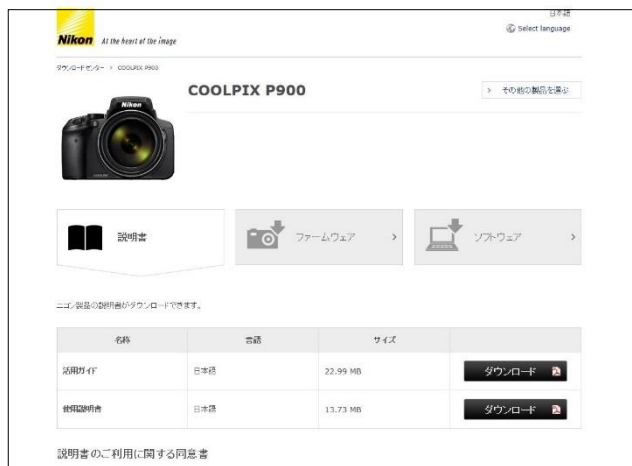 Nikon At the heart of the image
日本語
Select language
ダウンロードセンター > COOLPIX P900
COOLPIX P900
> その他の製品を選ぶ
Nikon
COOLPIX
説明書
ファームウェア >
ソフトウェア >
ニコン製品の説明書がダウンロードできます。
名称 言語 サイズ
活用ガイド 日本語 22.99 MB ダウンロード
使用説明書 日本語 13.73 MB ダウンロード
説明書のご利用に関する同意書